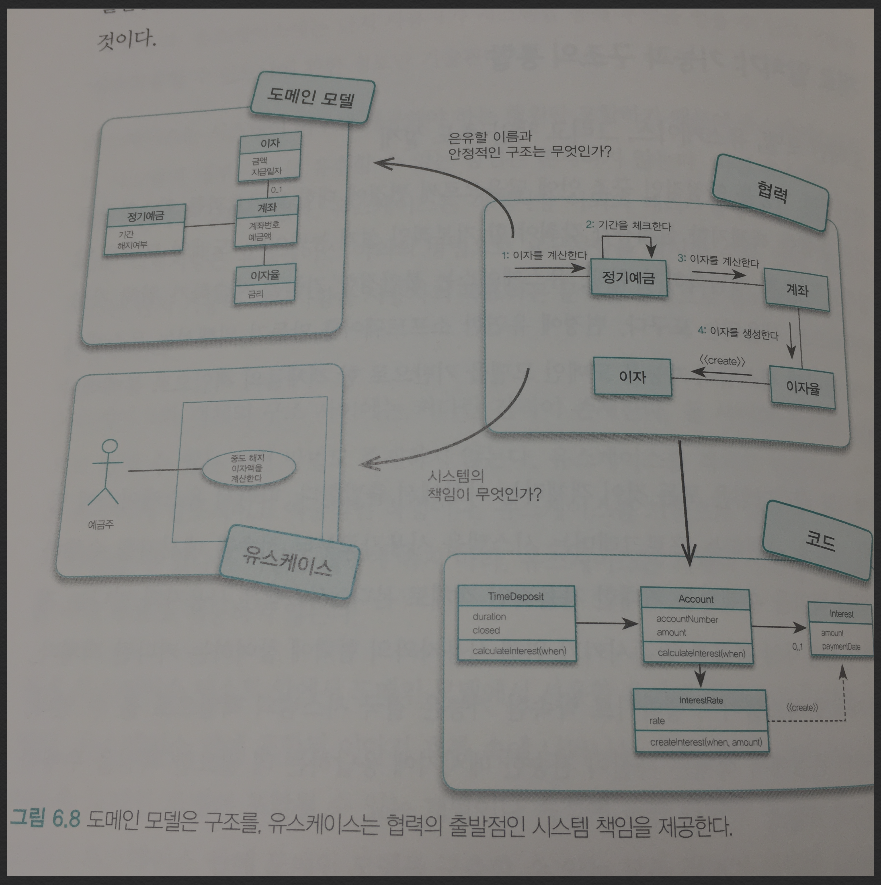 것이다.
도메인 모델
이자
금액
지급일자
0..1
정기예금
기간
해지여부
계좌
계좌번호
예금액
이자율
금리
은유할 이름과
안정적인 구조는 무엇인가?
협력
2: 기간을 체크한다
1: 이자를 계산한다
정기예금
3: 이자를 계산한다
계좌
4: 이자를 생성한다
<<create>>
이자
이자율
예금주
중도 해지
이자액을
계산한다
유스케이스
시스템의
책임이 무엇인가?
코드
TimeDeposit
duration
closed
calculateInterest(when)
Account
accountNumber
amount
calculateInterest(when)
Interest
amount
paymentDate
0..1
InterestRate
rate
createInterest(when, amount)
<<create>>
그림 6.8 도메인 모델은 구조를, 유스케이스는 협력의 출발점인 시스템 책임을 제공한다.